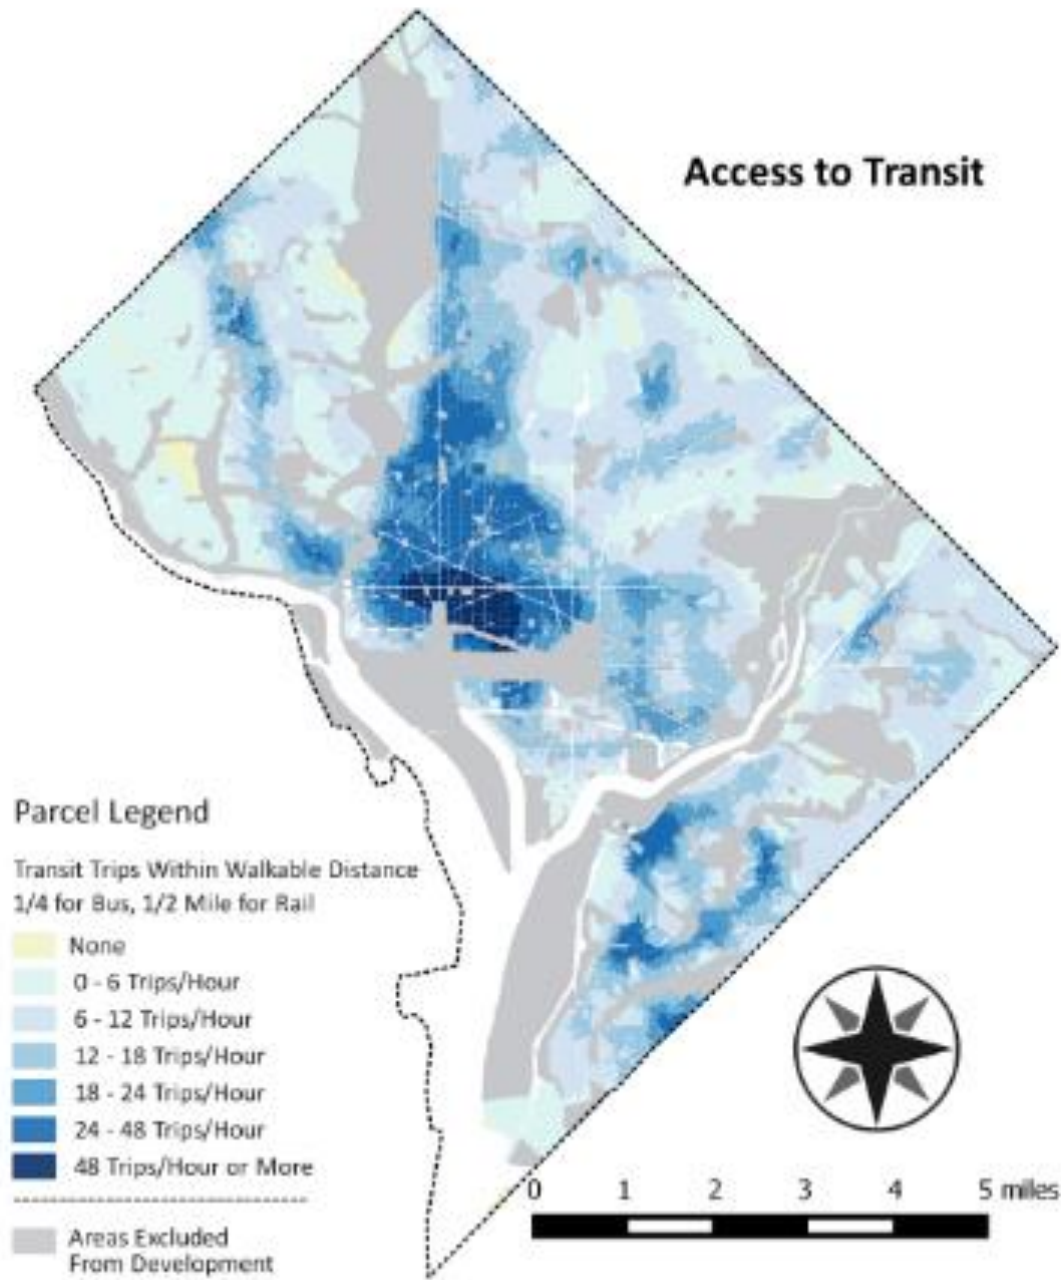 Access to Transit
Parcel Legend
Transit Trips Within Walkable Distance
1/4 for Bus, 1/2 Mile for Rail
None
0 - 6 Trips/Hour
6 - 12 Trips/Hour
12 - 18 Trips/Hour
18 - 24 Trips/Hour
24 - 48 Trips/Hour
48 Trips/Hour or More
Areas Excluded
From Development
0 1 2 3 4 5 miles